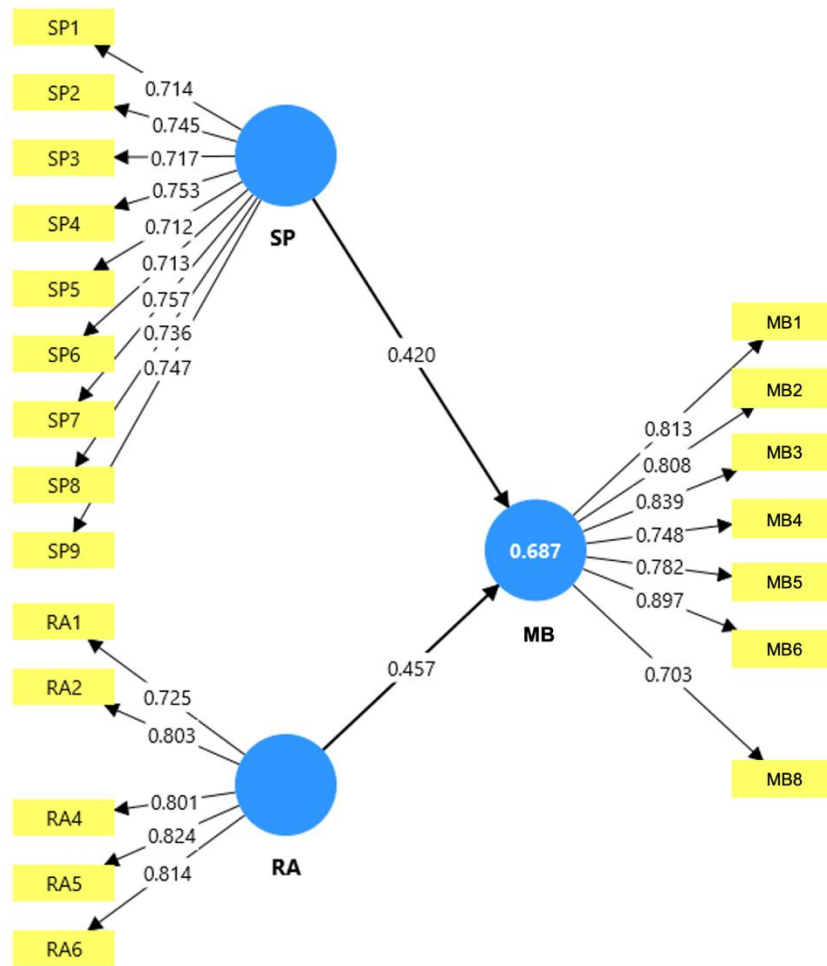 SP1
0.714
SP2
0.745
SP3
0.717
SP4
0.753
SP5
0.712
SP6
0.713
SP7
0.757
SP8
0.736
SP9
0.747
SP
0.420
RA1
0.725
RA2
0.803
RA4
0.801
RA5
0.824
RA6
0.814
RA
0.457
0.687
MB
MB1
0.813
MB2
0.808
MB3
0.839
MB4
0.748
MB5
0.782
MB6
0.897
MB8
0.703